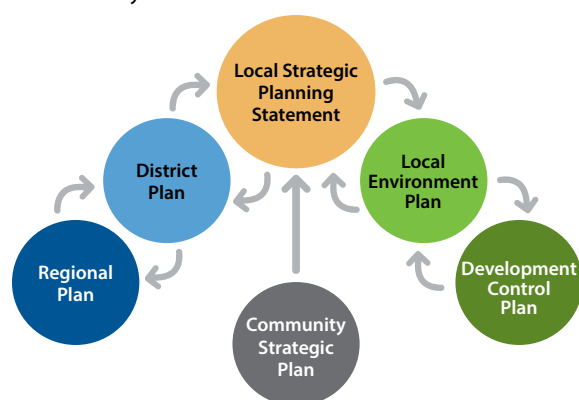 Local Strategic
Planning
Statement
District
Plan
Local
Environment
Plan
Regional
Plan
Development
Control
Plan
Community
Strategic
Plan